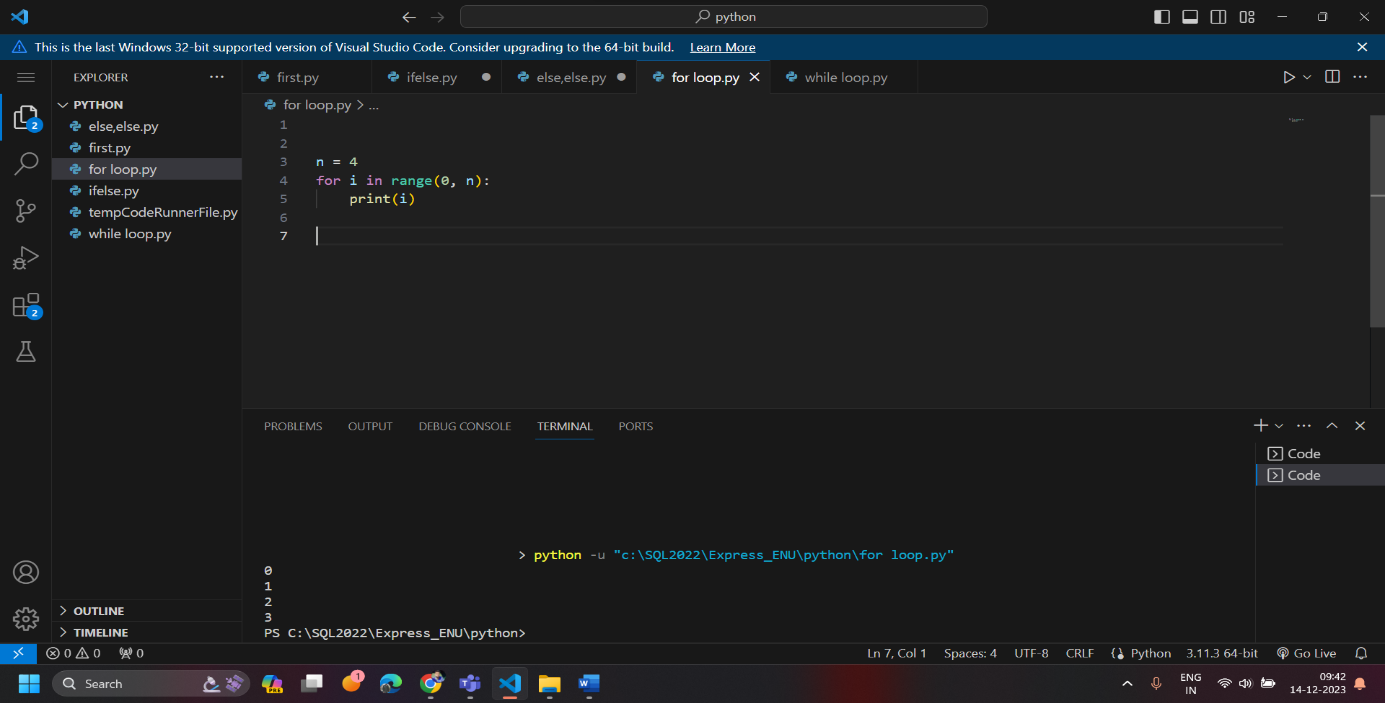 python
This is the last Windows 32-bit supported version of Visual Studio Code. Consider upgrading to the 64-bit build. Learn More
EXPLORER
PYTHON
else,else.py
first.py
for loop.py
ifelse.py
tempCodeRunnerFile.py
while loop.py
OUTLINE
TIMELINE
2
2
first.py ifelse.py else,else.py for loop.py while loop.py
for loop.py > ...
1
2
3 n = 4
4 for i in range(0, n):
5 print(i)
6
7
PROBLEMS OUTPUT DEBUG CONSOLE TERMINAL PORTS
Code
Code
> python -u "c:\SQL2022\Express_ENU\python\for loop.py"
0
1
2
3
PS C:\SQL2022\Express_ENU\python>
0 0 0 Ln 7, Col 1 Spaces: 4 UTF-8 CRLF Python 3.11.3 64-bit Go Live
Search 1 ENG 09:42
IN 14-12-2023